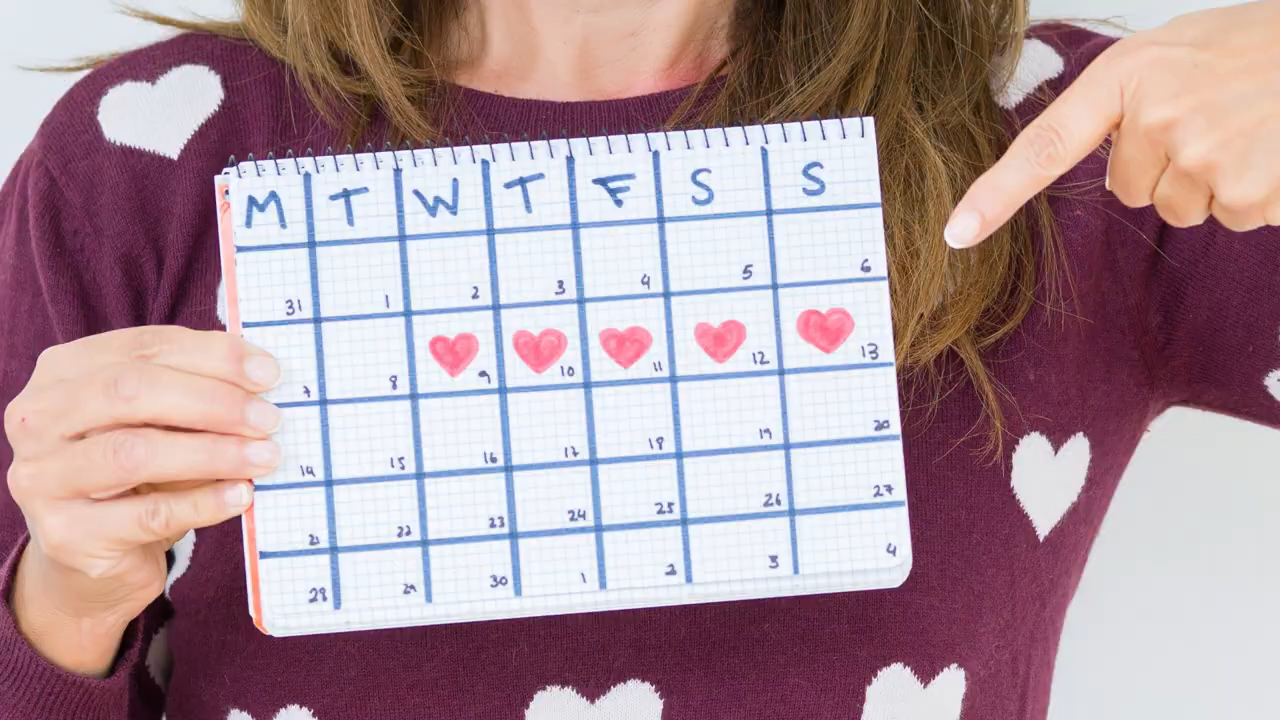 M T W T F S S
31 1 2 3 4 5 6
7 8 9 10 11 12 13
14 15 16 17 18 19 20
21 22 23 24 25 26 27
28 29 30 1 2 3 4